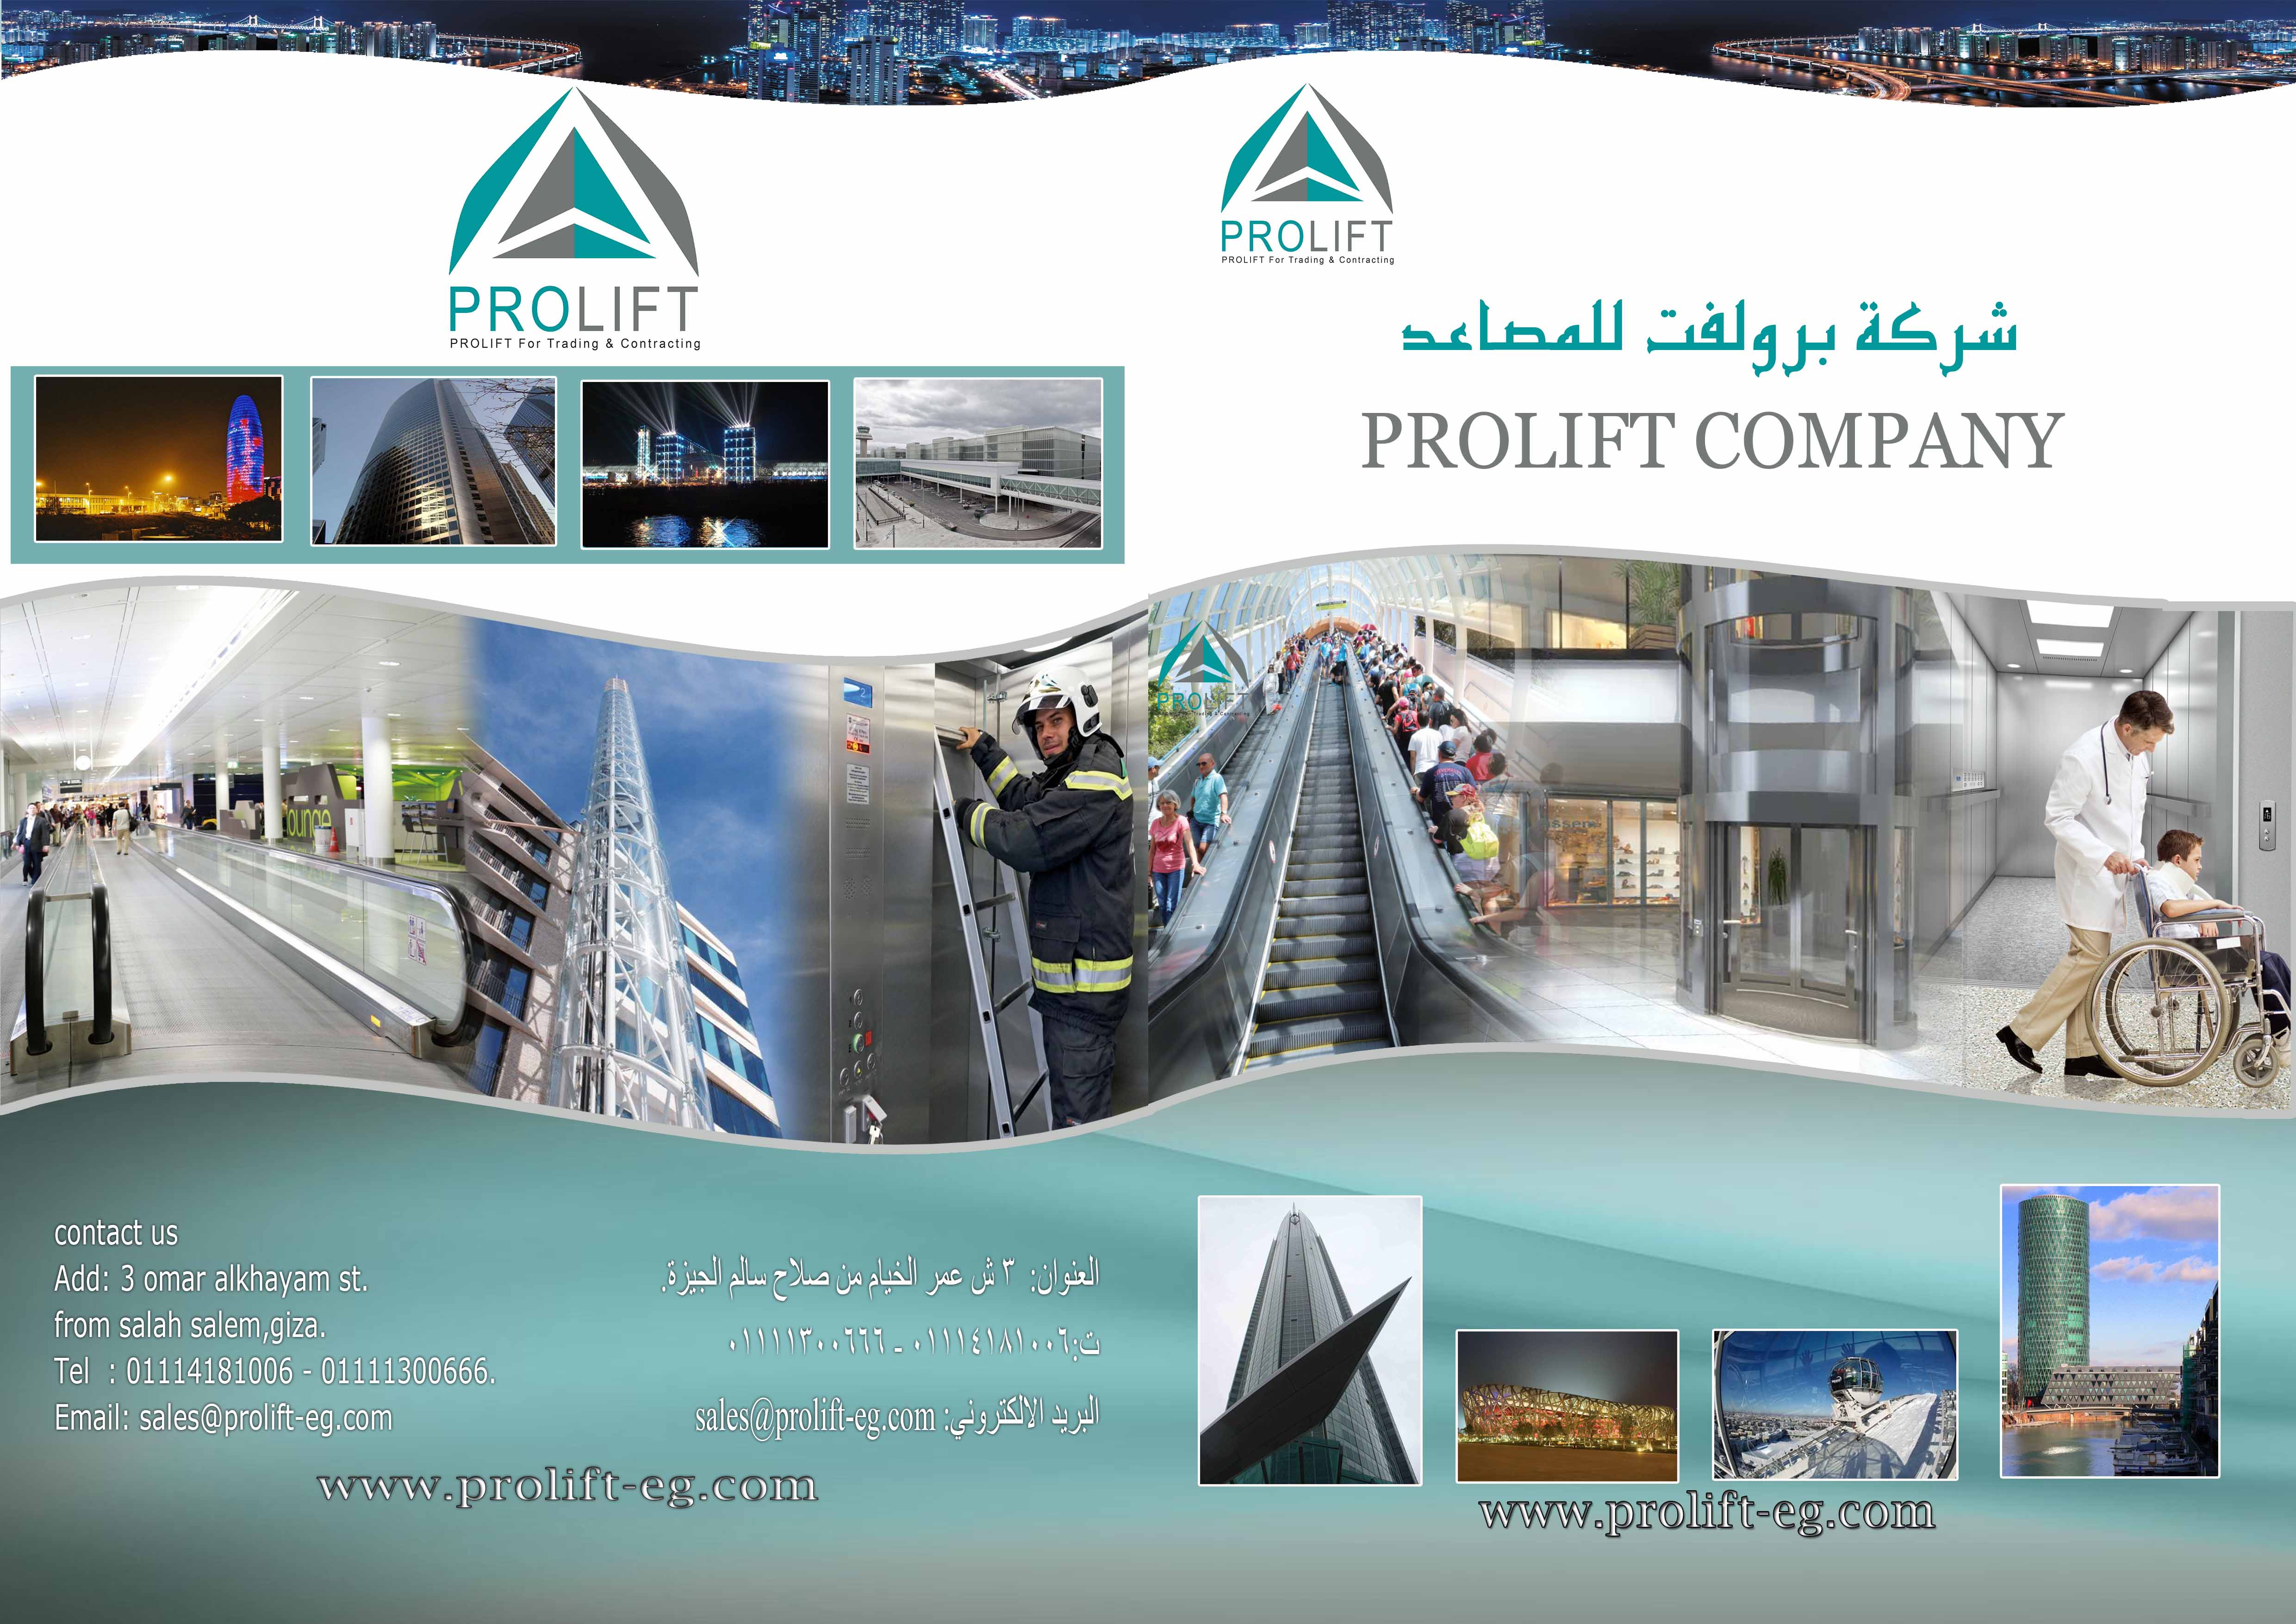 PROLIFT
PROLIFT For Trading & Contracting
PROLIFT
PROLIFT For Trading & Contracting
شركة برولفت للمصاعد
PROLIFT COMPANY
PROLIFT
lounge
2
contact us
Add: 3 omar alkhayam st.
from salah salem,giza.
Tel : 01114181006 - 01111300666.
Email: sales@prolift-eg.com
العنوان: ٣ ش عمر الخيام من صلاح سالم الجيزة.
ت:٠١١١٤١٨١٠٠٦ - ٠١١١١٣٠٠٦٦٦
البريد الالكتروني: sales@prolift-eg.com
www.prolift-eg.com
www.prolift-eg.com